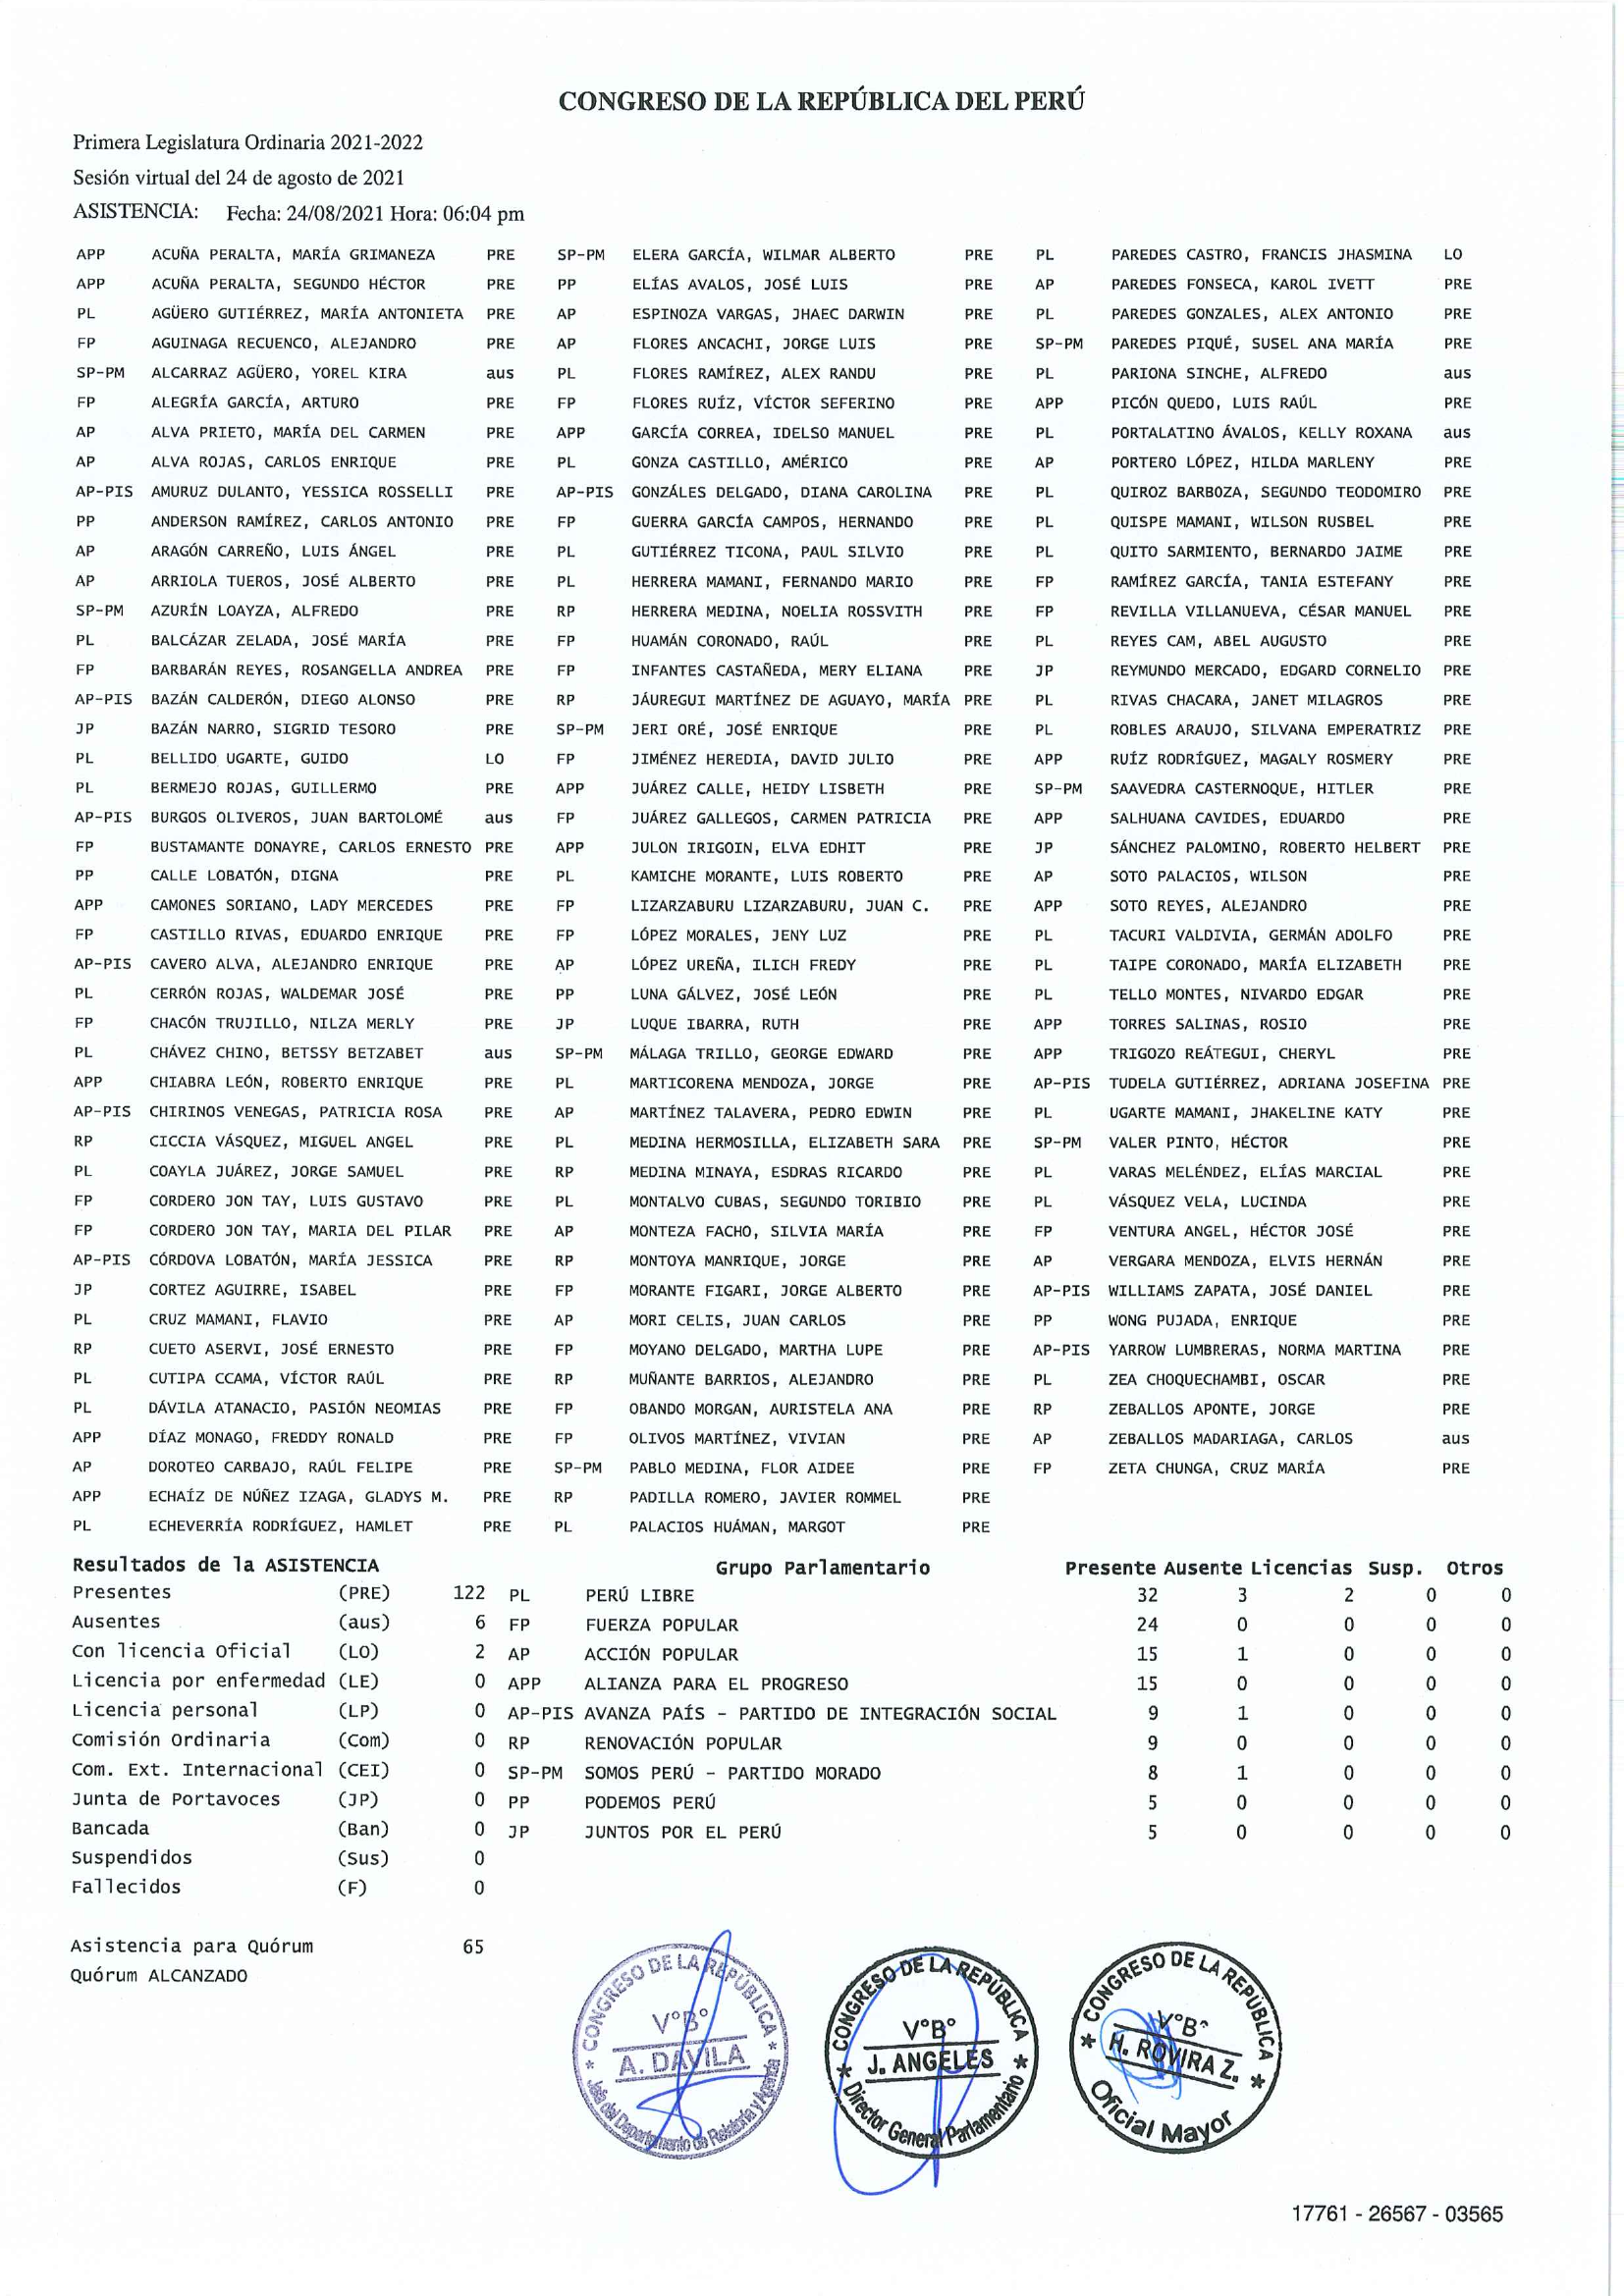 CONGRESO DE LA REPÚBLICA DEL PERÚ
Primera Legislatura Ordinaria 2021-2022
Sesión virtual del 24 de agosto de 2021
ASISTENCIA: Fecha: 24/08/2021 Hora: 06:04 pm
APP ACUÑA PERALTA, MARÍA GRIMANEZA PRE SP-PM ELERA GARCÍA, WILMAR ALBERTO PRE PL PAREDES CASTRO, FRANCIS JHASMINA LO
APP ACUÑA PERALTA, SEGUNDO HÉCTOR PRE PP ELÍAS AVALOS, JOSÉ LUIS PRE AP PAREDES FONSECA, KAROL IVETT PRE
PL AGÜERO GUTIÉRREZ, MARÍA ANTONIETA PRE AP ESPINOZA VARGAS, JHAEC DARWIN PRE PL PAREDES GONZALES, ALEX ANTONIO PRE
FP AGUINAGA RECUENCO, ALEJANDRO PRE AP FLORES ANCACHI, JORGE LUIS PRE SP-PM PAREDES PIQUÉ, SUSEL ANA MARÍA PRE
SP-PM ALCARRAZ AGÜERO, YOREL KIRA aus PL FLORES RAMÍREZ, ALEX RANDU PRE PL PARIONA SINCHE, ALFREDO aus
FP ALEGRÍA GARCÍA, ARTURO PRE FP FLORES RUÍZ, VÍCTOR SEFERINO PRE APP PICÓN QUEDO, LUIS RAÚL PRE
AP ALVA PRIETO, MARÍA DEL CARMEN PRE APP GARCÍA CORREA, IDELSO MANUEL PRE PL PORTALATINO ÁVALOS, KELLY ROXANA aus
AP ALVA ROJAS, CARLOS ENRIQUE PRE PL GONZA CASTILLO, AMÉRICO PRE AP PORTERO LÓPEZ, HILDA MARLENY PRE
AP-PIS AMURUZ DULANTO, YESSICA ROSSELLI PRE AP-PIS GONZÁLES DELGADO, DIANA CAROLINA PRE PL QUIROZ BARBOZA, SEGUNDO TEODOMIRO PRE
PP ANDERSON RAMÍREZ, CARLOS ANTONIO PRE FP GUERRA GARCÍA CAMPOS, HERNANDO PRE PL QUISPE MAMANI, WILSON RUSBEL PRE
AP ARAGÓN CARREÑO, LUIS ÁNGEL PRE PL GUTIÉRREZ TICONA, PAUL SILVIO PRE PL QUITO SARMIENTO, BERNARDO JAIME PRE
AP ARRIOLA TUEROS, JOSÉ ALBERTO PRE PL HERRERA MAMANI, FERNANDO MARIO PRE FP RAMÍREZ GARCÍA, TANIA ESTEFANY PRE
SP-PM AZURÍN LOAYZA, ALFREDO PRE RP HERRERA MEDINA, NOELIA ROSSVITH PRE FP REVILLA VILLANUEVA, CÉSAR MANUEL PRE
PL BALCÁZAR ZELADA, JOSÉ MARÍA PRE FP HUAMÁN CORONADO, RAÚL PRE PL REYES CAM, ABEL AUGUSTO PRE
FP BARBARÁN REYES, ROSANGELLA ANDREA PRE FP INFANTES CASTAÑEDA, MERY ELIANA PRE JP REYMUNDO MERCADO, EDGARD CORNELIO PRE
AP-PIS BAZÁN CALDERÓN, DIEGO ALONSO PRE RP JÁUREGUI MARTÍNEZ DE AGUAYO, MARÍA PRE PL RIVAS CHACARA, JANET MILAGROS PRE
JP BAZÁN NARRO, SIGRID TESORO PRE SP-PM JERI ORÉ, JOSÉ ENRIQUE PRE PL ROBLES ARAUJO, SILVANA EMPERATRIZ PRE
PL BELLIDO UGARTE, GUIDO LO FP JIMÉNEZ HEREDIA, DAVID JULIO PRE APP RUÍZ RODRÍGUEZ, MAGALY ROSMERY PRE
PL BERMEJO ROJAS, GUILLERMO PRE APP JUÁREZ CALLE, HEIDY LISBETH PRE SP-PM SAAVEDRA CASTERNOQUE, HITLER PRE
AP-PIS BURGOS OLIVEROS, JUAN BARTOLOMÉ aus FP JUÁREZ GALLEGOS, CARMEN PATRICIA PRE APP SALHUANA CAVIDES, EDUARDO PRE
FP BUSTAMANTE DONAYRE, CARLOS ERNESTO PRE APP JULON IRIGOIN, ELVA EDHIT PRE JP SÁNCHEZ PALOMINO, ROBERTO HELBERT PRE
PP CALLE LOBATÓN, DIGNA PRE PL KAMICHE MORANTE, LUIS ROBERTO PRE AP SOTO PALACIOS, WILSON PRE
APP CAMONES SORIANO, LADY MERCEDES PRE FP LIZARZABURU LIZARZABURU, JUAN C. PRE APP SOTO REYES, ALEJANDRO PRE
FP CASTILLO RIVAS, EDUARDO ENRIQUE PRE FP LÓPEZ MORALES, JENY LUZ PRE PL TACURI VALDIVIA, GERMÁN ADOLFO PRE
AP-PIS CAVERO ALVA, ALEJANDRO ENRIQUE PRE AP LÓPEZ UREÑA, ILICH FREDY PRE PL TAIPE CORONADO, MARÍA ELIZABETH PRE
PL CERRÓN ROJAS, WALDEMAR JOSÉ PRE PP LUNA GÁLVEZ, JOSÉ LEÓN PRE PL TELLO MONTES, NIVARDO EDGAR PRE
FP CHACÓN TRUJILLO, NILZA MERLY PRE JP LUQUE IBARRA, RUTH PRE APP TORRES SALINAS, ROSIO PRE
PL CHÁVEZ CHINO, BETSSY BETZABET aus SP-PM MÁLAGA TRILLO, GEORGE EDWARD PRE APP TRIGOZO REÁTEGUI, CHERYL PRE
APP CHIABRA LEÓN, ROBERTO ENRIQUE PRE PL MARTICORENA MENDOZA, JORGE PRE AP-PIS TUDELA GUTIÉRREZ, ADRIANA JOSEFINA PRE
AP-PIS CHIRINOS VENEGAS, PATRICIA ROSA PRE AP MARTÍNEZ TALAVERA, PEDRO EDWIN PRE PL UGARTE MAMANI, JHAKELINE KATY PRE
RP CICCIA VÁSQUEZ, MIGUEL ANGEL PRE PL MEDINA HERMOSILLA, ELIZABETH SARA PRE SP-PM VALER PINTO, HÉCTOR PRE
PL COAYLA JUÁREZ, JORGE SAMUEL PRE RP MEDINA MINAYA, ESDRAS RICARDO PRE PL VARAS MELÉNDEZ, ELÍAS MARCIAL PRE
FP CORDERO JON TAY, LUIS GUSTAVO PRE PL MONTALVO CUBAS, SEGUNDO TORIBIO PRE PL VÁSQUEZ VELA, LUCINDA PRE
FP CORDERO JON TAY, MARIA DEL PILAR PRE AP MONTEZA FACHO, SILVIA MARÍA PRE FP VENTURA ANGEL, HÉCTOR JOSÉ PRE
AP-PIS CÓRDOVA LOBATÓN, MARÍA JESSICA PRE RP MONTOYA MANRIQUE, JORGE PRE AP VERGARA MENDOZA, ELVIS HERNÁN PRE
JP CORTEZ AGUIRRE, ISABEL PRE FP MORANTE FIGARI, JORGE ALBERTO PRE AP-PIS WILLIAMS ZAPATA, JOSÉ DANIEL PRE
PL CRUZ MAMANI, FLAVIO PRE AP MORI CELIS, JUAN CARLOS PRE PP WONG PUJADA, ENRIQUE PRE
RP CUETO ASERVI, JOSÉ ERNESTO PRE FP MOYANO DELGADO, MARTHA LUPE PRE AP-PIS YARROW LUMBRERAS, NORMA MARTINA PRE
PL CUTIPA CCAMA, VÍCTOR RAÚL PRE RP MUÑANTE BARRIOS, ALEJANDRO PRE PL ZEA CHOQUECHAMBI, OSCAR PRE
PL DÁVILA ATANACIO, PASIÓN NEOMIAS PRE FP OBANDO MORGAN, AURISTELA ANA PRE RP ZEBALLOS APONTE, JORGE PRE
APP DÍAZ MONAGO, FREDDY RONALD PRE FP OLIVOS MARTÍNEZ, VIVIAN PRE AP ZEBALLOS MADARIAGA, CARLOS aus
AP DOROTEO CARBAJO, RAÚL FELIPE PRE SP-PM PABLO MEDINA, FLOR AIDEE PRE FP ZETA CHUNGA, CRUZ MARÍA PRE
APP ECHAÍZ DE NÚÑEZ IZAGA, GLADYS M. PRE RP PADILLA ROMERO, JAVIER ROMMEL PRE
PL ECHEVERRÍA RODRÍGUEZ, HAMLET PRE PL PALACIOS HUÁMAN, MARGOT PRE
Resultados de la ASISTENCIA Grupo Parlamentario Presente Ausente Licencias Susp. Otros
Presentes (PRE) 122 PL PERÚ LIBRE 32 3 2 0 0
Ausentes (aus) 6 FP FUERZA POPULAR 24 0 0 0 0
Con licencia Oficial (LO) 2 AP ACCIÓN POPULAR 15 1 0 0 0
Licencia por enfermedad (LE) 0 APP ALIANZA PARA EL PROGRESO 15 0 0 0 0
Licencia personal (LP) 0 AP-PIS AVANZA PAÍS - PARTIDO DE INTEGRACIÓN SOCIAL 9 1 0 0 0
Comisión Ordinaria (Com) 0 RP RENOVACIÓN POPULAR 9 0 0 0 0
Com. Ext. Internacional (CEI) 0 SP-PM SOMOS PERÚ - PARTIDO MORADO 8 1 0 0 0
Junta de Portavoces (JP) 0 PP PODEMOS PERÚ 5 0 0 0 0
Bancada (Ban) 0 JP JUNTOS POR EL PERÚ 5 0 0 0 0
Suspendidos (Sus) 0
Fallecidos (F) 0
Asistencia para Quórum 65
Quórum ALCANZADO
CONGRESO DE LA REPÚBLICA
V°B°
A. DAVILA
Jefa del Departamento de Relatoría y Agenda
CONGRESO DE LA REPÚBLICA
V°B°
J. ANGELES
Director General Parlamentario
CONGRESO DE LA REPÚBLICA
V°B°
H. ROVIRA Z.
Oficial Mayor
17761 - 26567 - 03565